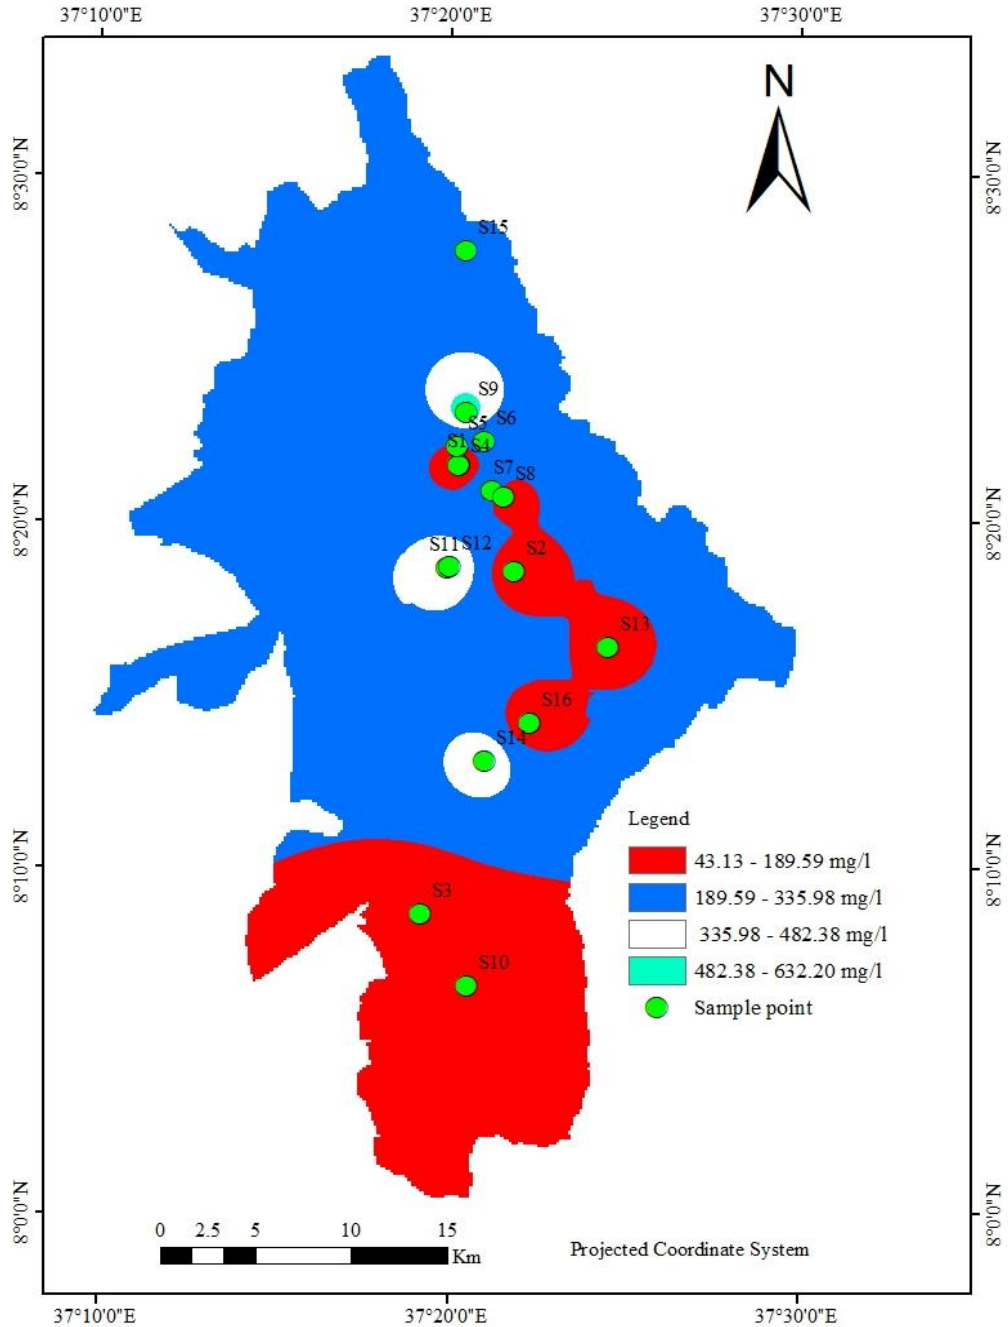 37°10'0"E 37°20'0"E 37°30'0"E
N
8°30'0"N 8°30'0"N
S15
S9
S5 S6
S1 S4
S7 S8
8°20'0"N 8°20'0"N
S11 S12 S2
S13
S16
S14
Legend
43.13 - 189.59 mg/l
8°10'0"N 8°10'0"N
189.59 - 335.98 mg/l
S3
335.98 - 482.38 mg/l
S10
482.38 - 632.20 mg/l
Sample point
8°0'0"N 8°0'0"N
0 2.5 5 10 15
Km
Projected Coordinate System
37°10'0"E 37°20'0"E 37°30'0"E